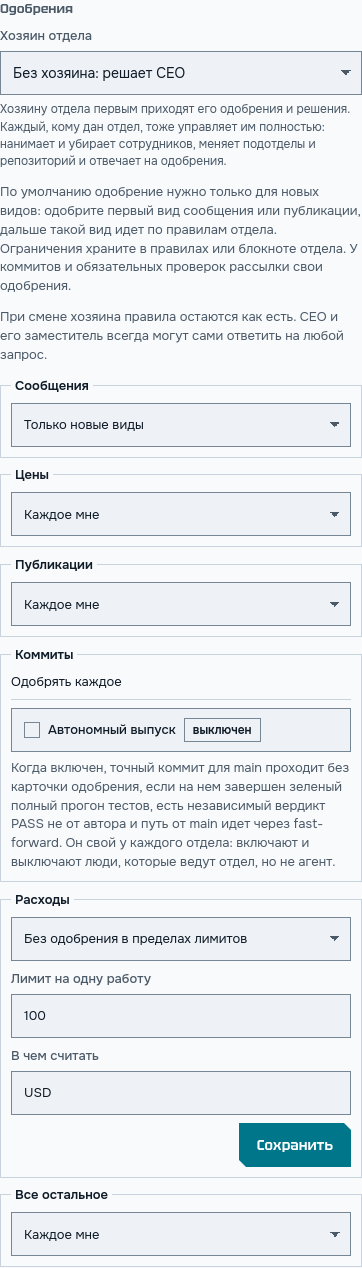 Одобрения
Хозяин отдела
Без хозяина: решает CEO
Хозяину отдела первым приходят его одобрения и решения.
Каждый, кому дан отдел, тоже управляет им полностью:
нанимает и убирает сотрудников, меняет подотделы и
репозиторий и отвечает на одобрения.
По умолчанию одобрение нужно только для новых
видов: одобрите первый вид сообщения или публикации,
дальше такой вид идет по правилам отдела.
Ограничения храните в правилах или блокноте отдела. У
коммитов и обязательных проверок рассылки свои
одобрения.
При смене хозяина правила остаются как есть. CEO и
его заместитель всегда могут сами ответить на любой
запрос.
Сообщения
Только новые виды
Цены
Каждое мне
Публикации
Каждое мне
Коммиты
Одобрять каждое
Автономный выпуск выключен
Когда включен, точный коммит для main проходит без
карточки одобрения, если на нем завершен зеленый
полный прогон тестов, есть независимый вердикт
PASS не от автора и путь от main идет через fast-
forward. Он свой у каждого отдела: включают и
выключают люди, которые ведут отдел, но не агент.
Расходы
Без одобрения в пределах лимитов
Лимит на одну работу
100
В чем считать
USD
Сохранить
Все остальное
Каждое мне